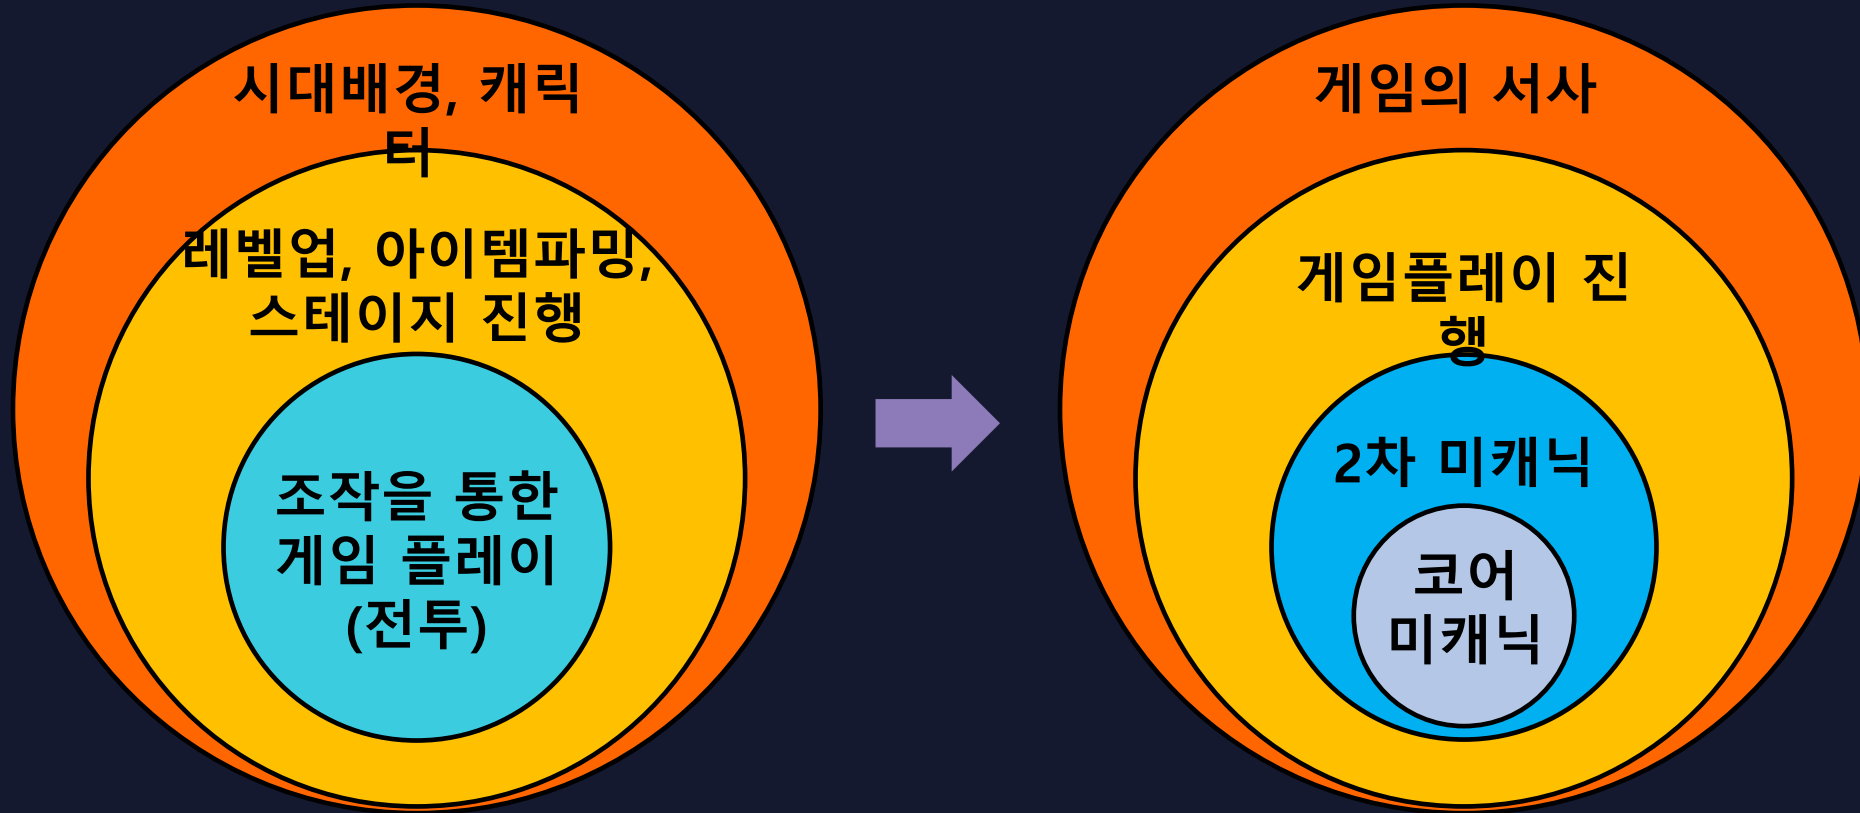 시대배경, 캐릭
터
레벨업, 아이템파밍,
스테이지 진행
조작을 통한
게임 플레이
(전투)
게임의 서사
게임플레이 진
행
2차 미캐닉
코어
미캐닉